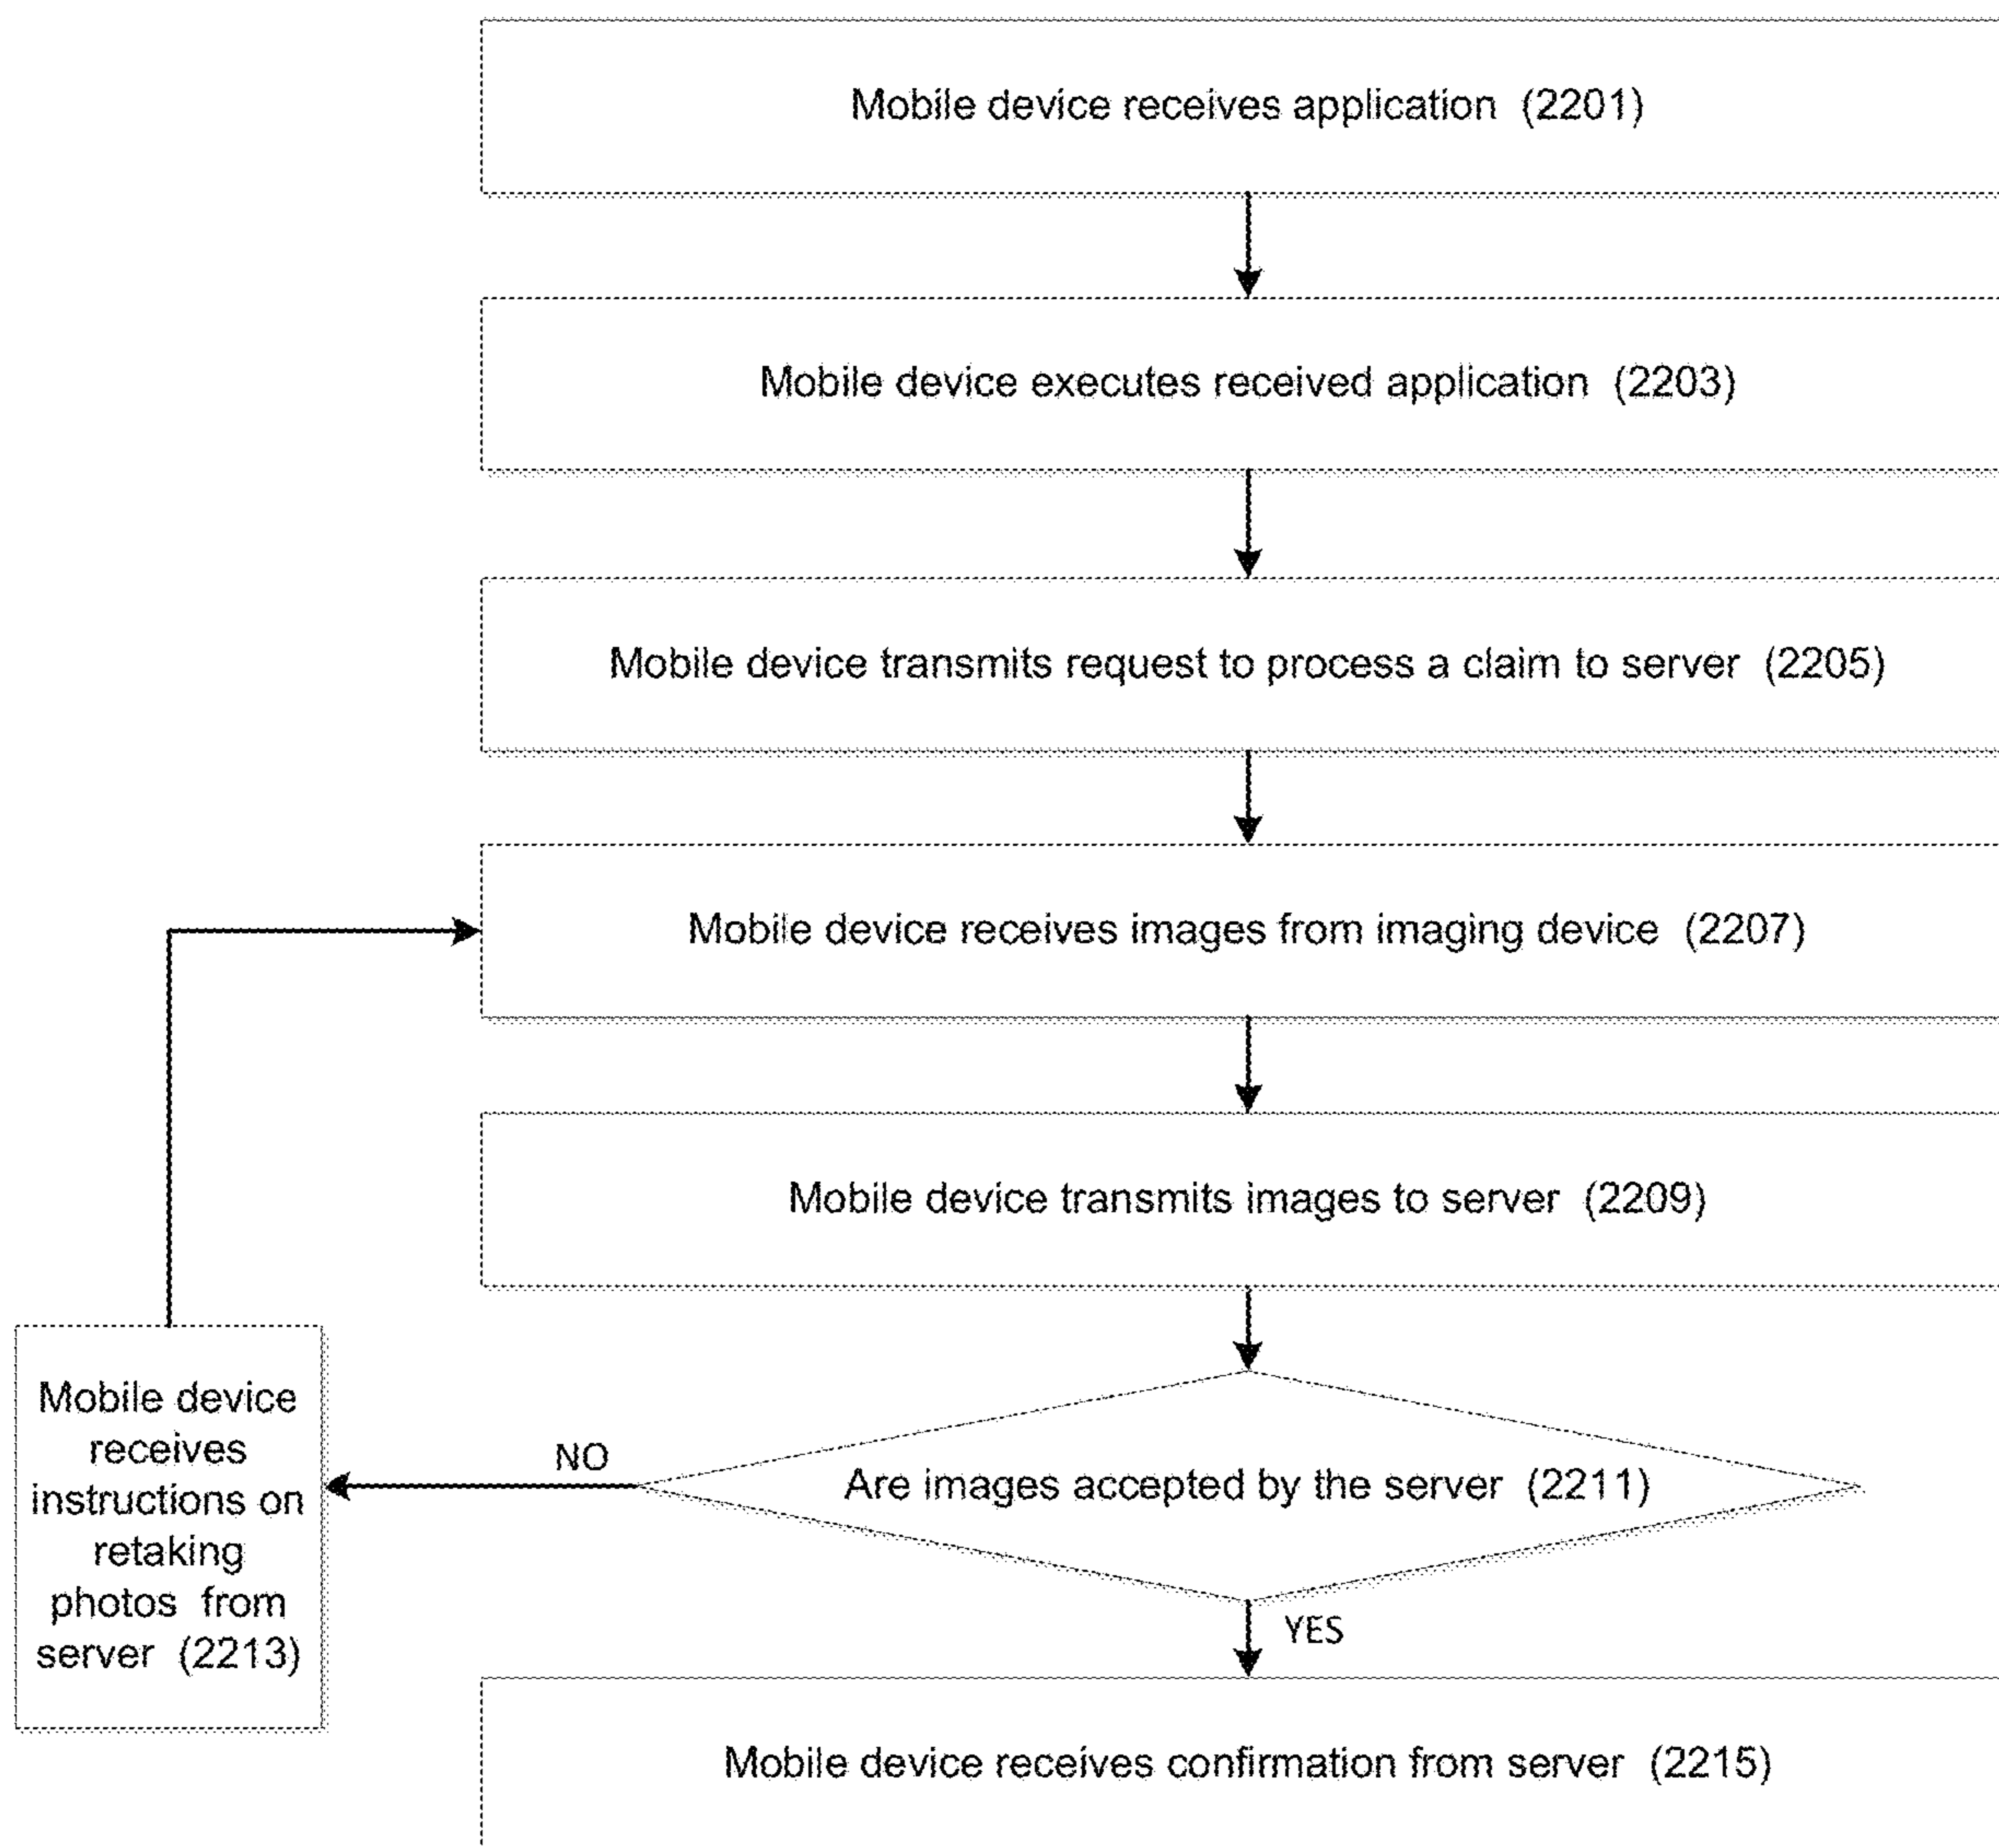 Mobile device receives application (2201)
Mobile device executes received application (2203)
Mobile device transmits request to process a claim to server (2205)
Mobile device receives images from imaging device (2207)
Mobile device transmits images to server (2209)
Are images accepted by the server (2211)
NO
Mobile device
receives
instructions on
retaking
photos from
server (2213)
YES
Mobile device receives confirmation from server (2215)